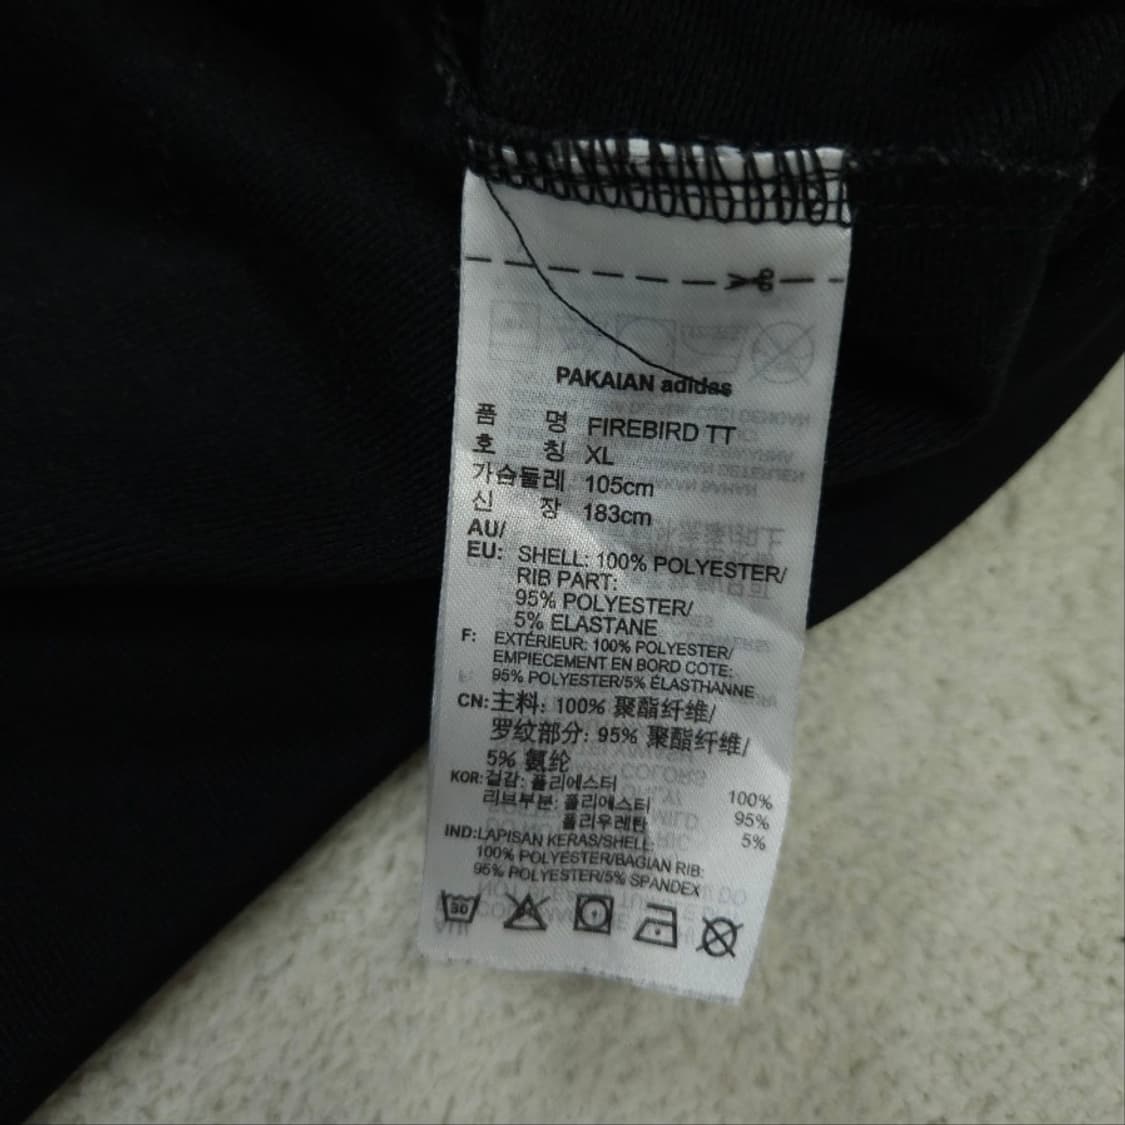 PAKAIAN adidas
품 명 FIREBIRD TT
호 칭 XL
가슴둘레 105cm
신 장 183cm
AU/
EU: SHELL: 100% POLYESTER/
RIB PART:
95% POLYESTER/
5% ELASTANE
F: EXTÉRIEUR: 100% POLYESTER/
EMPIECEMENT EN BORD COTE:
95% POLYESTER/5% ÉLASTHANNE
CN:主料: 100% 聚酯纤维/
罗纹部分: 95% 聚酯纤维/
5% 氨纶
KOR:겉감: 폴리에스터 100%
리브부분: 폴리에스터 95%
폴리우레탄 5%
IND:LAPISAN KERAS/SHELL:
100% POLYESTER/BAGIAN RIB:
95% POLYESTER/5% SPANDEX
30